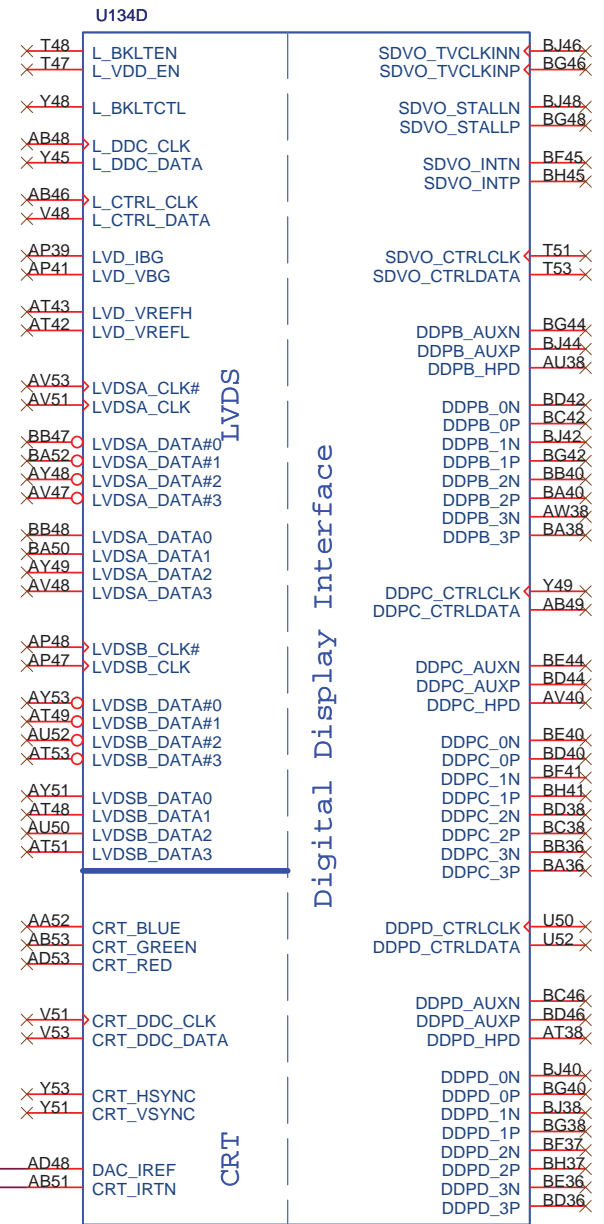 U134D
T48 L_BKLTEN
T47 L_VDD_EN
Y48 L_BKLTCTL
AB48 L_DDC_CLK
Y45 L_DDC_DATA
AB46 L_CTRL_CLK
V48 L_CTRL_DATA
AP39 LVD_IBG
AP41 LVD_VBG
AT43 LVD_VREFH
AT42 LVD_VREFL
AV53 LVDSA_CLK#
AV51 LVDSA_CLK
BB47 LVDSA_DATA#0
BA52 LVDSA_DATA#1
AY48 LVDSA_DATA#2
AV47 LVDSA_DATA#3
BB48 LVDSA_DATA0
BA50 LVDSA_DATA1
AY49 LVDSA_DATA2
AV48 LVDSA_DATA3
AP48 LVDSB_CLK#
AP47 LVDSB_CLK
AY53 LVDSB_DATA#0
AT49 LVDSB_DATA#1
AU52 LVDSB_DATA#2
AT53 LVDSB_DATA#3
AY51 LVDSB_DATA0
AT48 LVDSB_DATA1
AU50 LVDSB_DATA2
AT51 LVDSB_DATA3
AA52 CRT_BLUE
AB53 CRT_GREEN
AD53 CRT_RED
V51 CRT_DDC_CLK
V53 CRT_DDC_DATA
Y53 CRT_HSYNC
Y51 CRT_VSYNC
AD48 DAC_IREF
AB51 CRT_IRTN
LVDS
CRT
Digital Display Interface
SDVO_TVCLKINN BJ46
SDVO_TVCLKINP BG46
SDVO_STALLN BJ48
SDVO_STALLP BG48
SDVO_INTN BF45
SDVO_INTP BH45
SDVO_CTRLCLK T51
SDVO_CTRLDATA T53
DDPB_AUXN BG44
DDPB_AUXP BJ44
DDPB_HPD AU38
DDPB_0N BD42
DDPB_0P BC42
DDPB_1N BJ42
DDPB_1P BG42
DDPB_2N BB40
DDPB_2P BA40
DDPB_3N AW38
DDPB_3P BA38
DDPC_CTRLCLK Y49
DDPC_CTRLDATA AB49
DDPC_AUXN BE44
DDPC_AUXP BD44
DDPC_HPD AV40
DDPC_0N BE40
DDPC_0P BD40
DDPC_1N BF41
DDPC_1P BH41
DDPC_2N BD38
DDPC_2P BC38
DDPC_3N BB36
DDPC_3P BA36
DDPD_CTRLCLK U50
DDPD_CTRLDATA U52
DDPD_AUXN BC46
DDPD_AUXP BD46
DDPD_HPD AT38
DDPD_0N BJ40
DDPD_0P BG40
DDPD_1N BJ38
DDPD_1P BG38
DDPD_2N BF37
DDPD_2P BH37
DDPD_3N BE36
DDPD_3P BD36